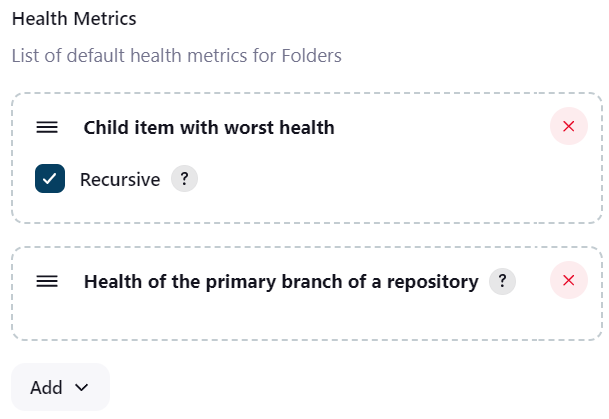 Health Metrics
List of default health metrics for Folders
Child item with worst health
Recursive ?
Health of the primary branch of a repository ?
Add